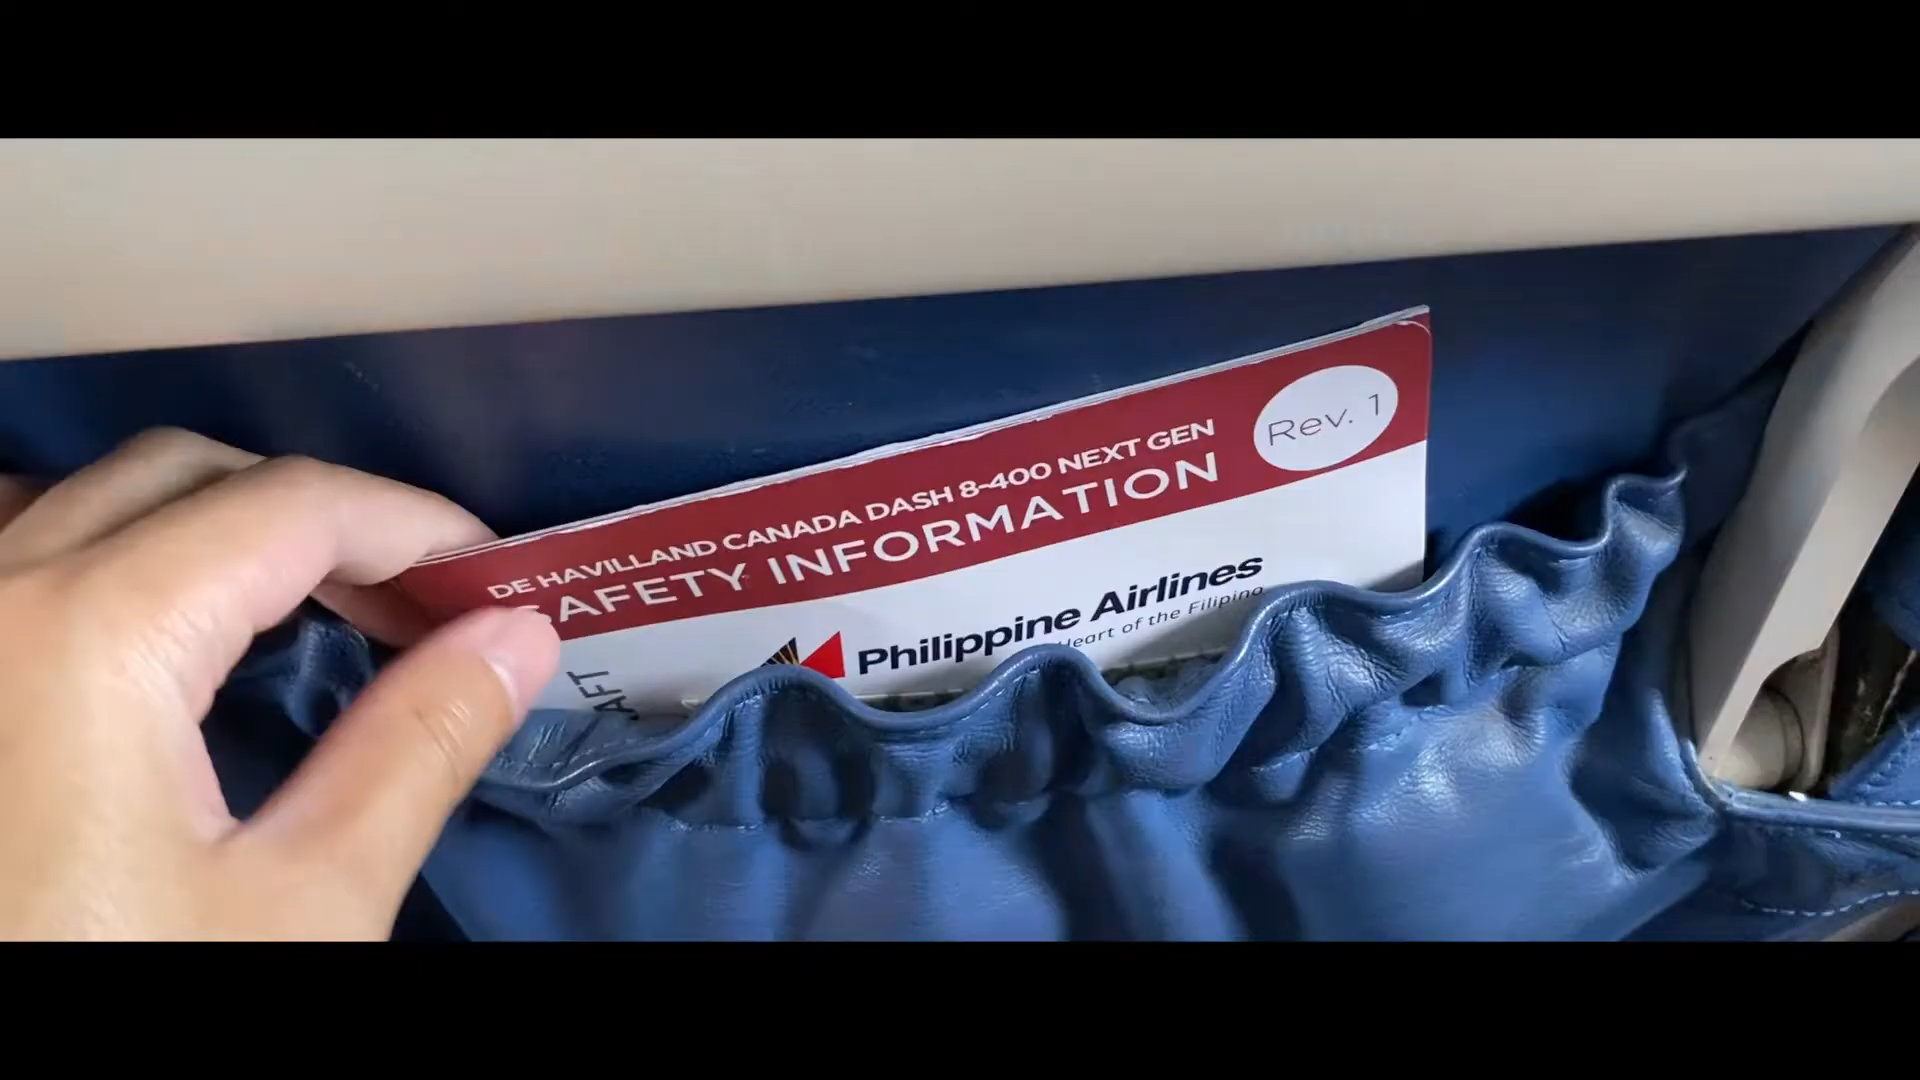 DE HAVILLAND CANADA DASH 8-400 NEXT GEN
SAFETY INFORMATION
Rev. 1
Philippine Airlines
Heart of the Filipino